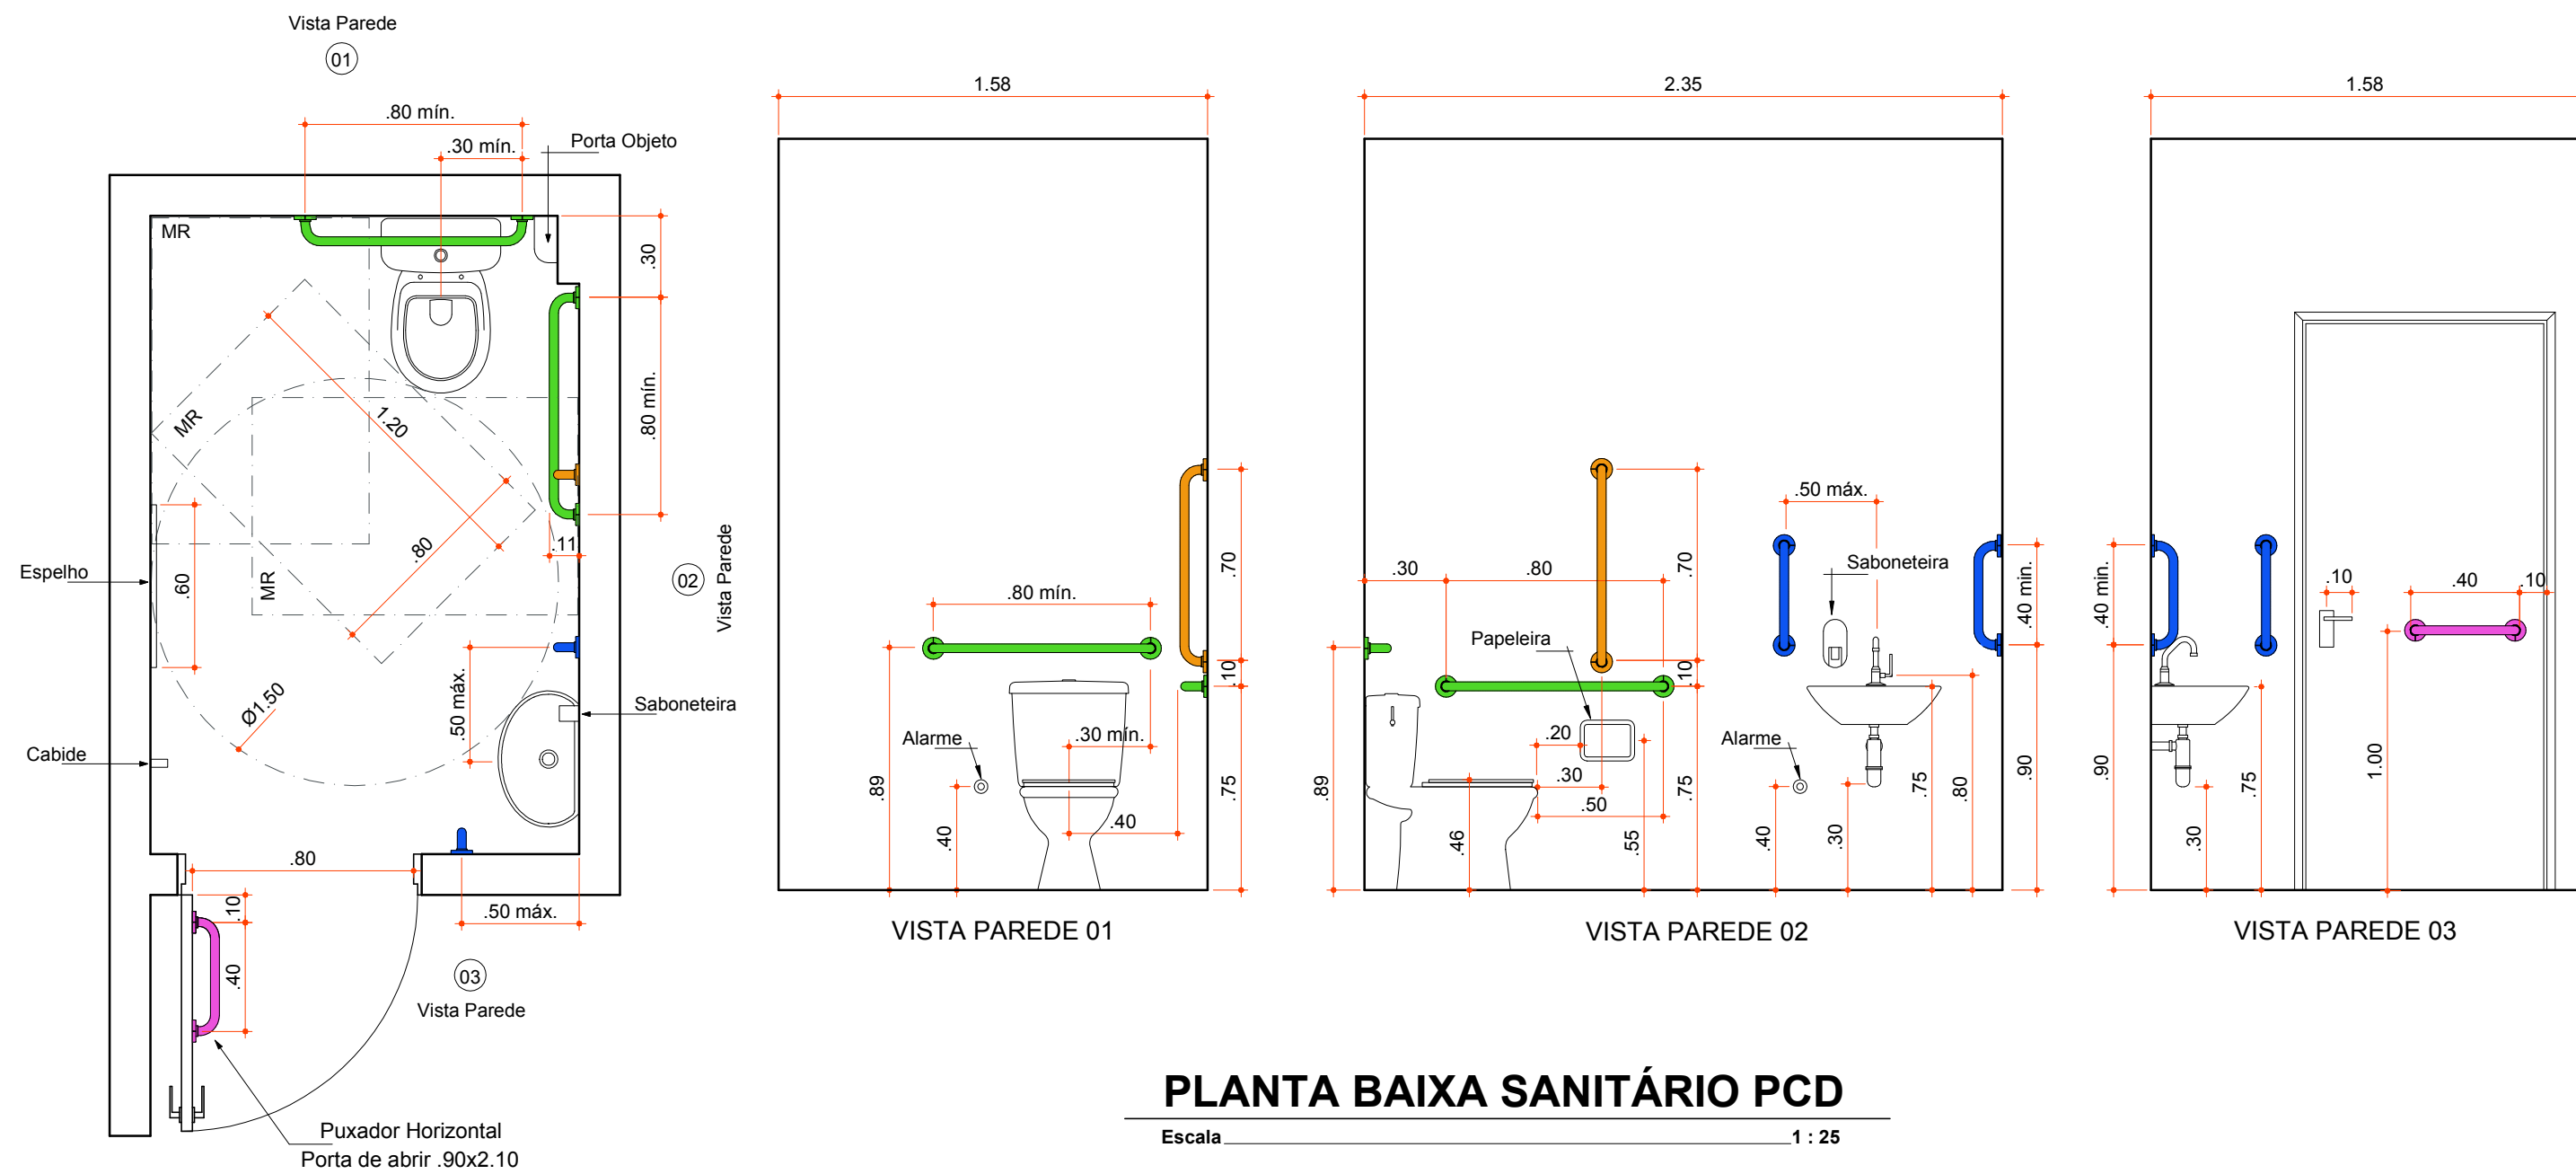 Vista Parede
01
.80 mín.
.30 mín.
Porta Objeto
MR
.30
.80 mín.
1.20
MR
.80
.11
MR
Espelho
.60
02
Vista Parede
Ø1.50
.50 máx.
Saboneteira
Cabide
.80
.50 máx.
.10
.40
03
Vista Parede
Puxador Horizontal
Porta de abrir .90x2.10
1.58
.70
.80 mín.
.10
Alarme
.30 mín.
.89
.75
.40
.40
VISTA PAREDE 01
2.35
.50 máx.
.30
.80
.70
Saboneteira
.40 min.
Papeleira
.10
.20
Alarme
.30
.89
.50
.75
.75
.80
.90
.46
.55
.40
.30
VISTA PAREDE 02
1.58
.40 min.
.10
.40
.10
.90
.75
1.00
.30
VISTA PAREDE 03
PLANTA BAIXA SANITÁRIO PCD
Escala 1 : 25